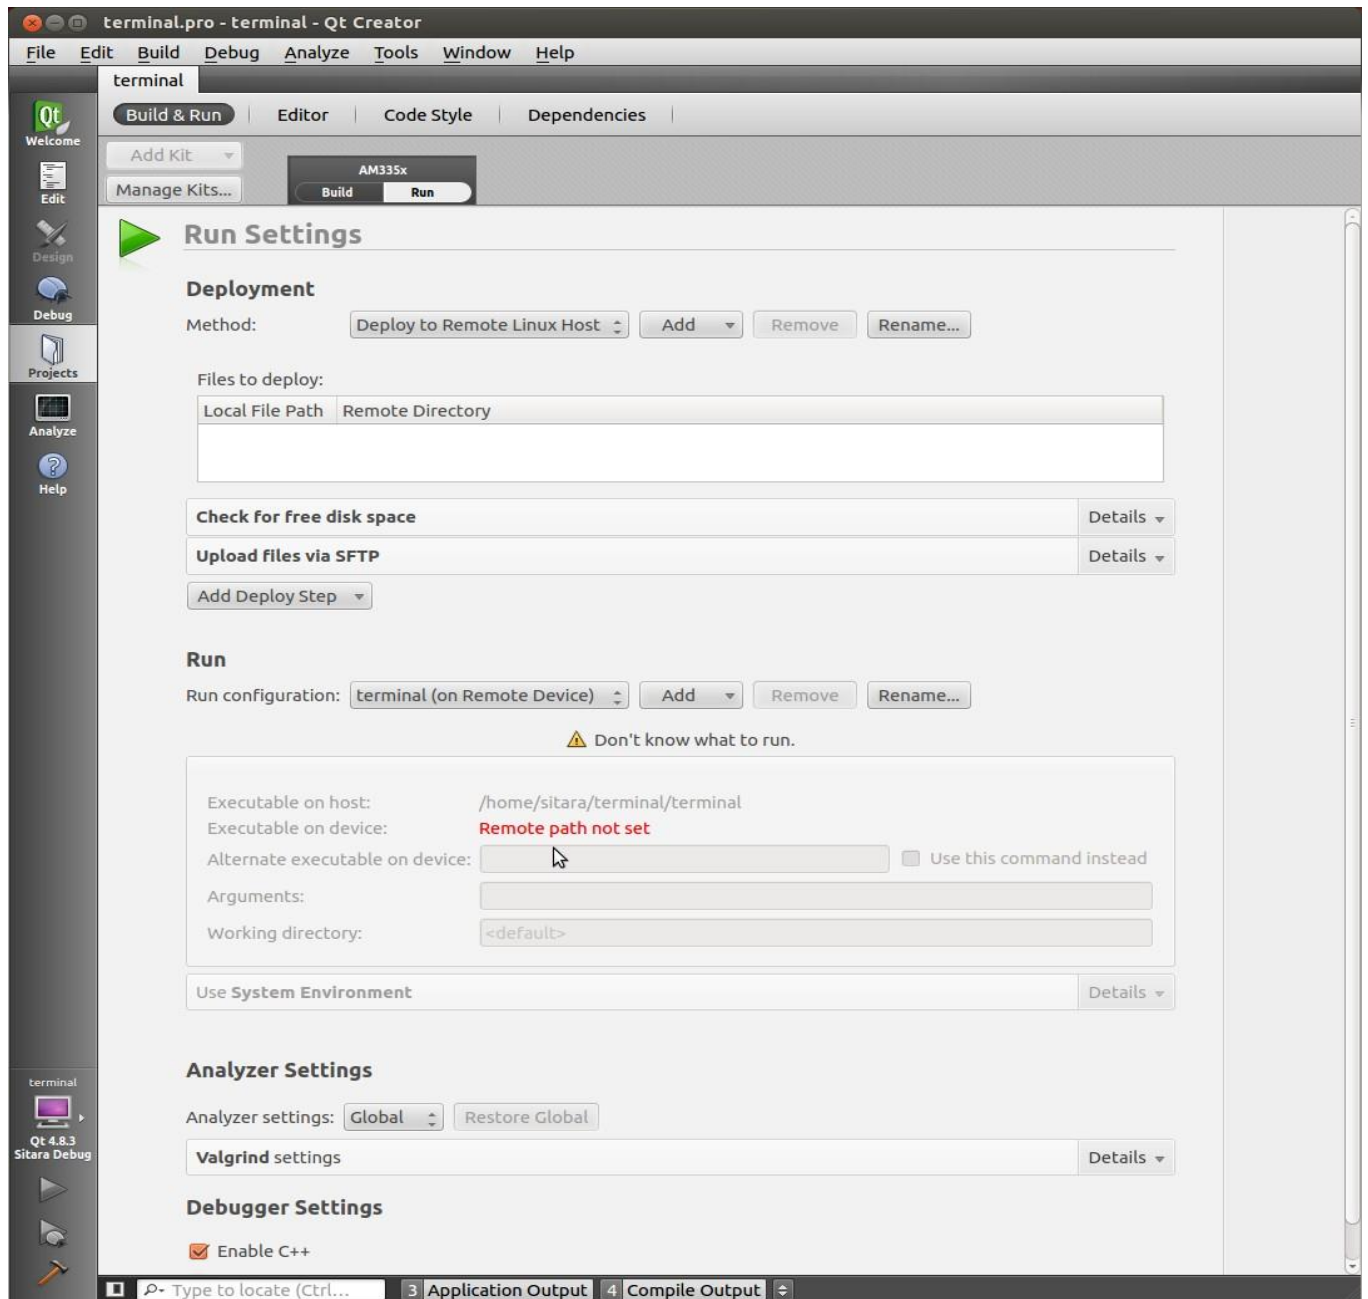 terminal.pro - terminal - Qt Creator
File Edit Build Debug Analyze Tools Window Help
terminal
Build & Run Editor Code Style Dependencies
Add Kit
Manage Kits...
AM335x
Build Run
Qt
Welcome
Edit
Design
Debug
Projects
Analyze
Help
Run Settings
Deployment
Method: Deploy to Remote Linux Host Add Remove Rename...
Files to deploy:
Local File Path Remote Directory
Check for free disk space Details
Upload files via SFTP Details
Add Deploy Step
Run
Run configuration: terminal (on Remote Device) Add Remove Rename...
Don't know what to run.
Executable on host: /home/sitara/terminal/terminal
Executable on device: Remote path not set
Alternate executable on device: Use this command instead
Arguments:
Working directory: <default>
Use System Environment Details
Analyzer Settings
Analyzer settings: Global Restore Global
Valgrind settings Details
Debugger Settings
Enable C++
terminal
Qt 4.8.3
Sitara Debug
Type to locate (Ctrl... 3 Application Output 4 Compile Output